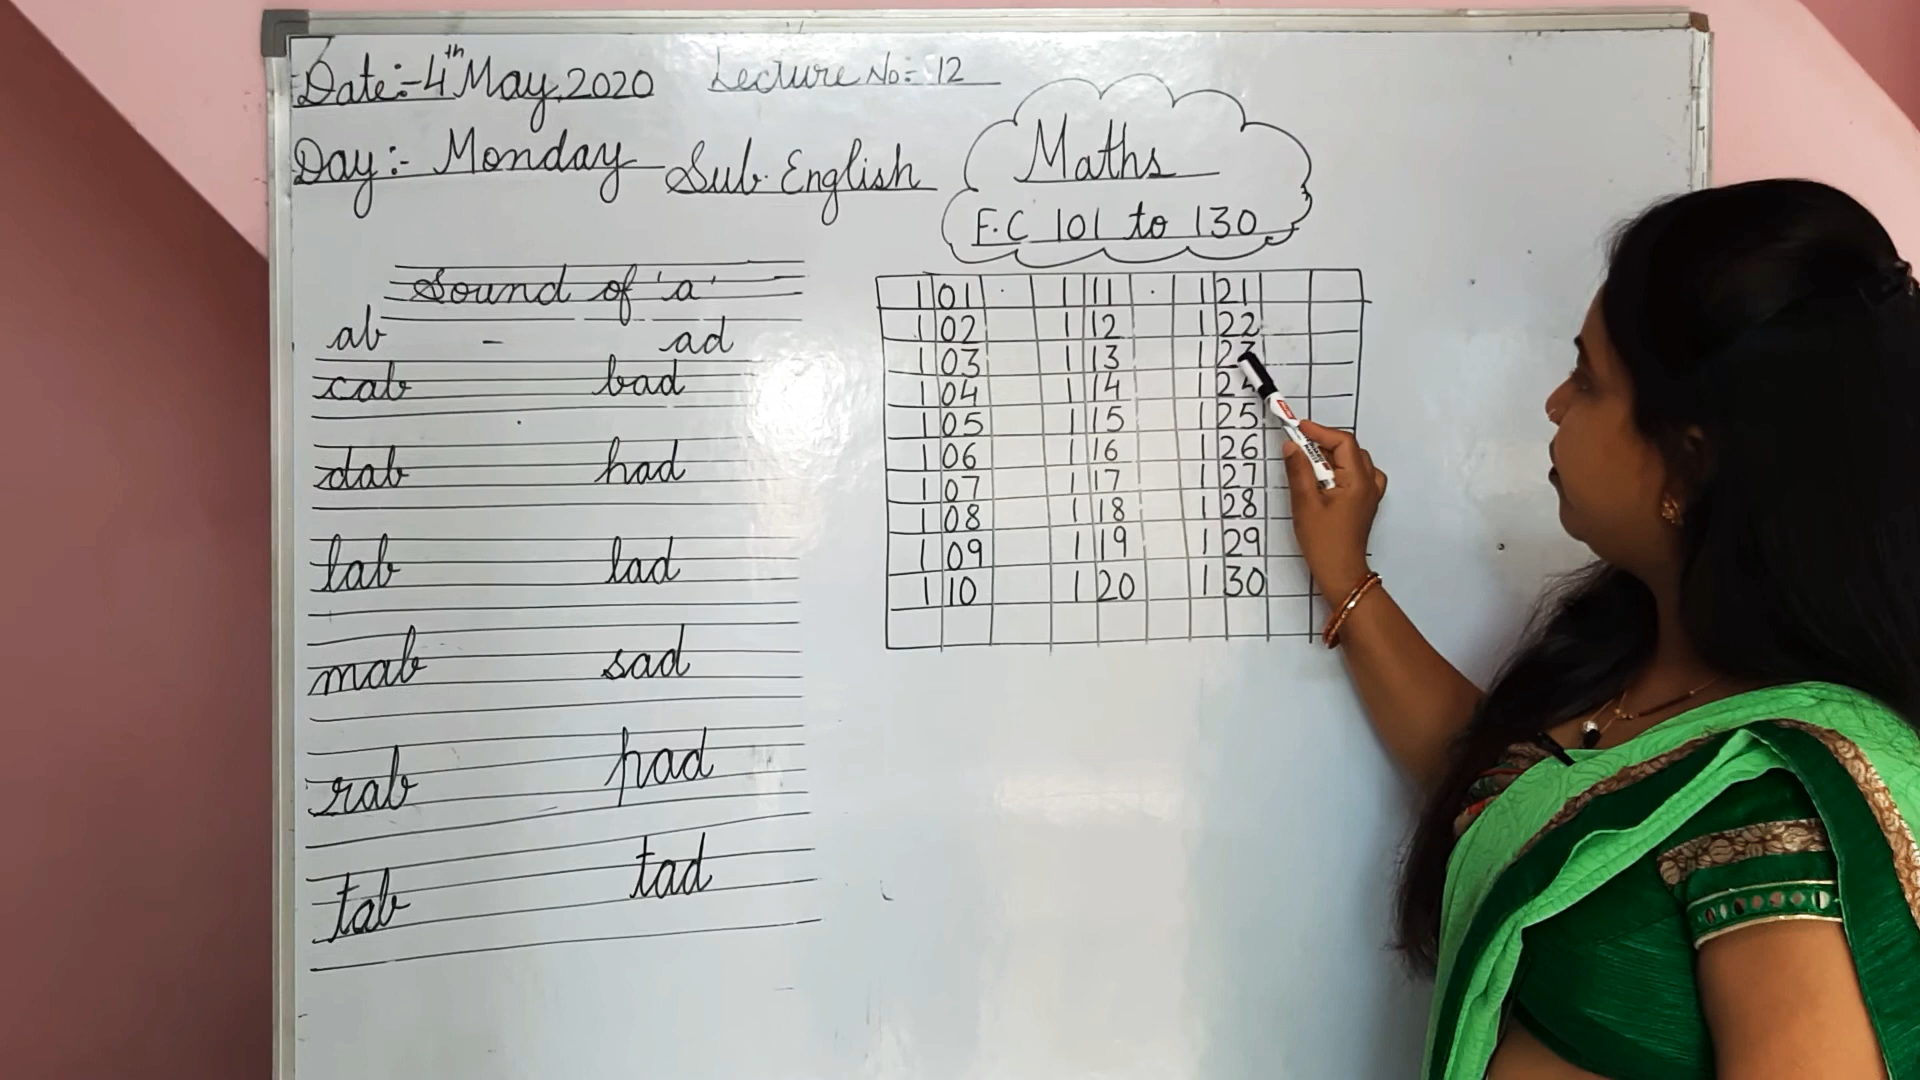 Date:-4th May, 2020 Lecture No:- 12
Day:- Monday Sub. English
Sound of 'a'
ab - ad
cab bad
dab had
lab lad
mab sad
rab pad
tab tad
Maths
F.C 101 to 130
101 111 121
102 112 122
103 113 123
104 114 124
105 115 125
106 116 126
107 117 127
108 118 128
109 119 129
110 120 130